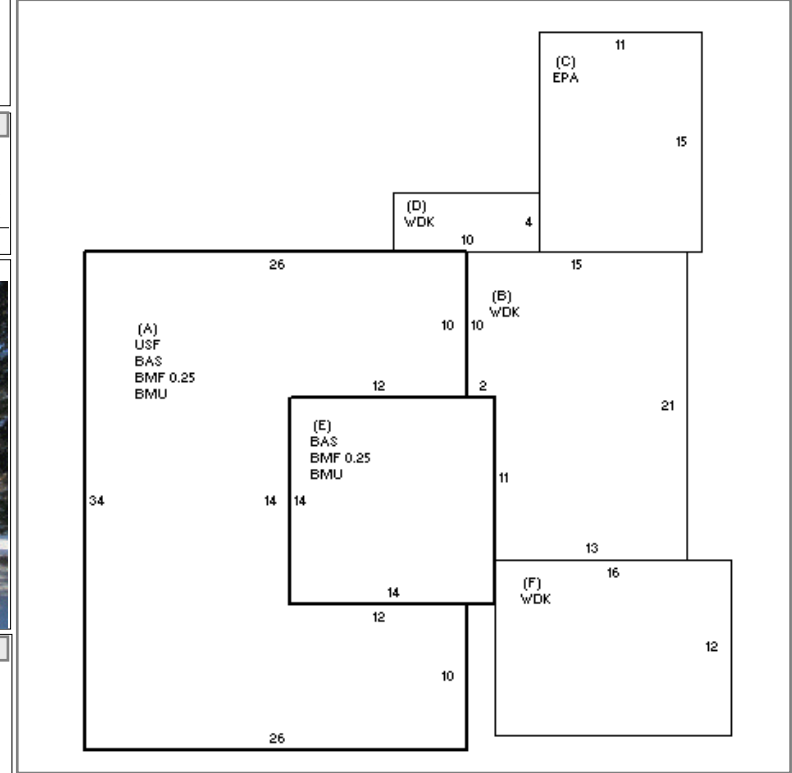 11
(C)
EPA
15
(D)
WDK
4
10
26
15
(B)
WDK
10
10
(A)
USF
BAS
BMF 0.25
BMU
12
2
21
(E)
BAS
BMF 0.25
BMU
11
34
14
14
13
16
(F)
WDK
14
12
12
10
26